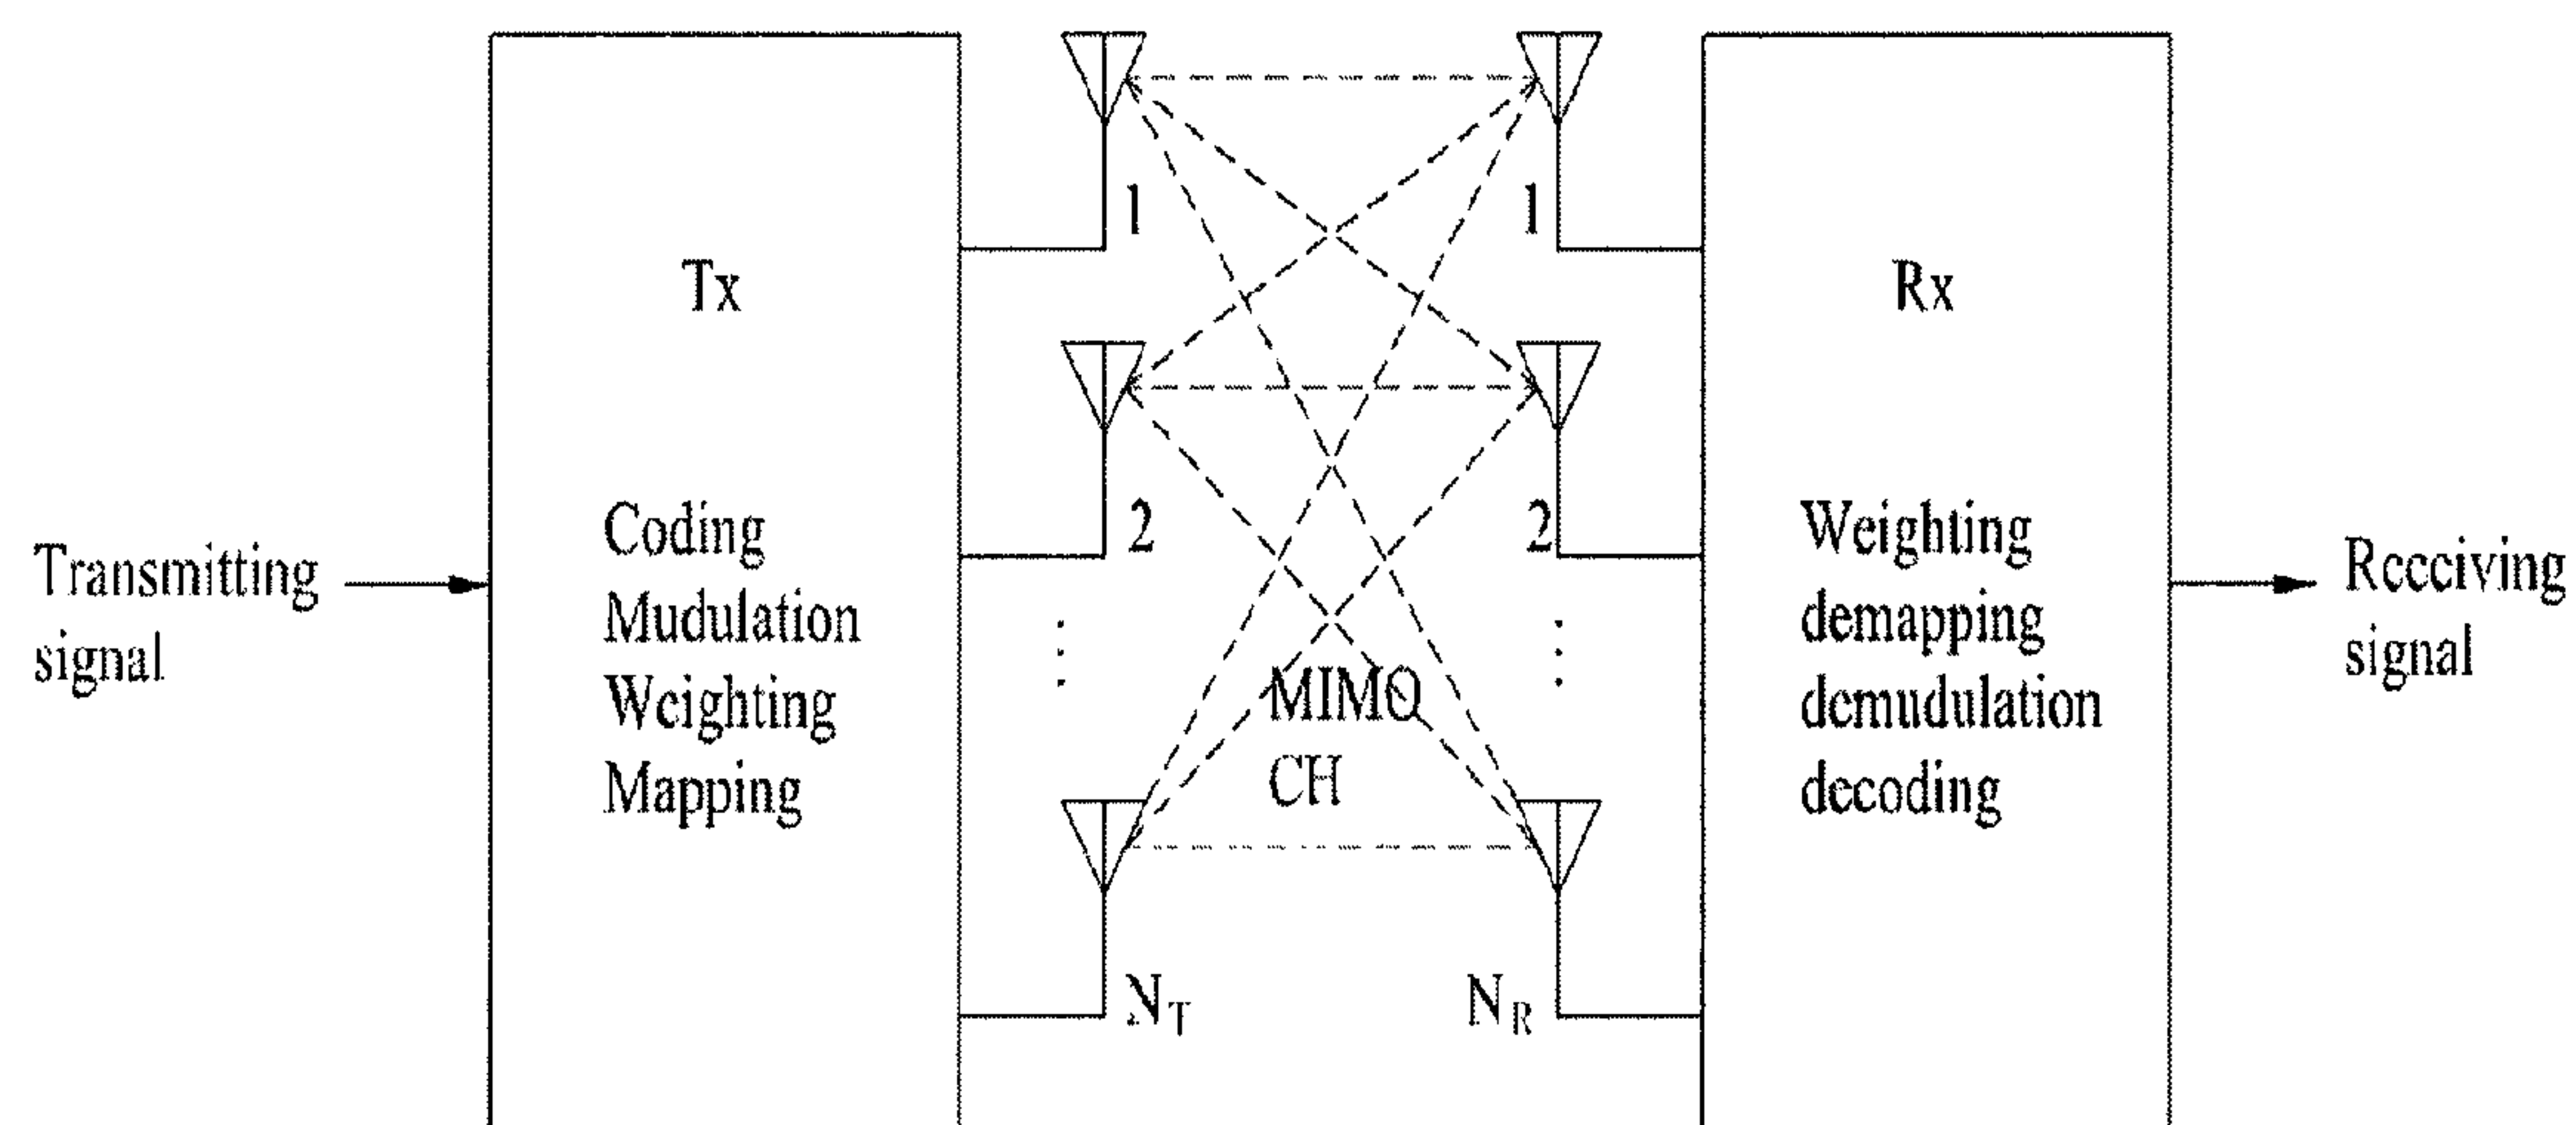 Transmitting
signal
Tx
Coding
Mudulation
Weighting
Mapping
1
2
N_T
MIMO
CH
1
2
N_R
Rx
Weighting
demapping
demudulation
decoding
Receiving
signal